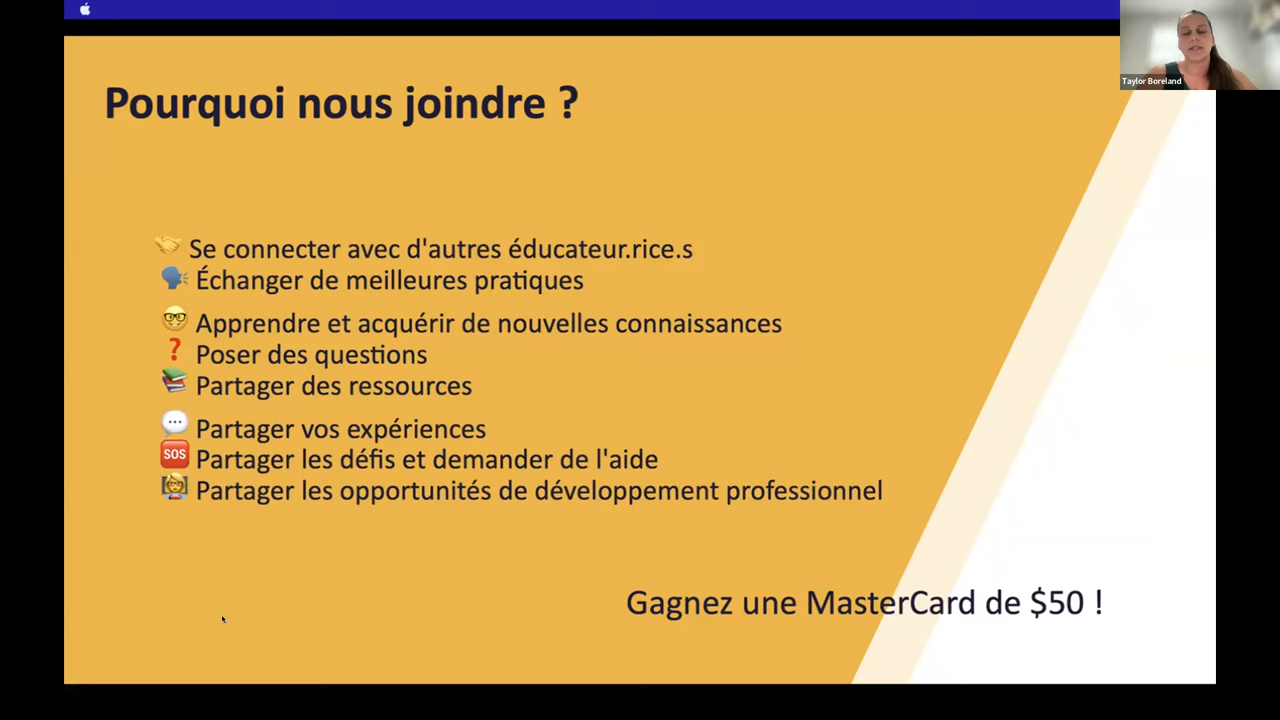 Pourquoi nous joindre ?
Taylor Boreland
🤝 Se connecter avec d'autres éducateur.rice.s
🗣️ Échanger de meilleures pratiques
🤓 Apprendre et acquérir de nouvelles connaissances
❓ Poser des questions
📚 Partager des ressources
💬 Partager vos expériences
🆘 Partager les défis et demander de l'aide
👩‍🏫 Partager les opportunités de développement professionnel
Gagnez une MasterCard de $50 !